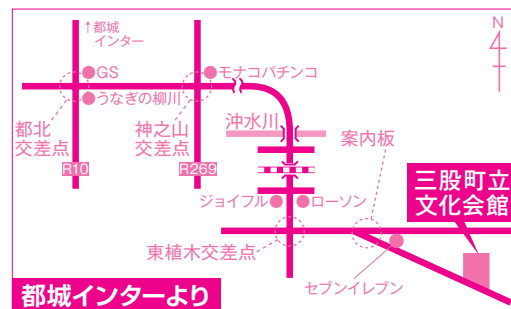 ↑都城
インター
N
GS
モナコパチンコ
うなぎの柳川
都北
交差点
神之山
交差点
沖水川
案内板
R10
R269
三股町立
文化会館
ジョイフル
ローソン
東植木交差点
セブンイレブン
都城インターより